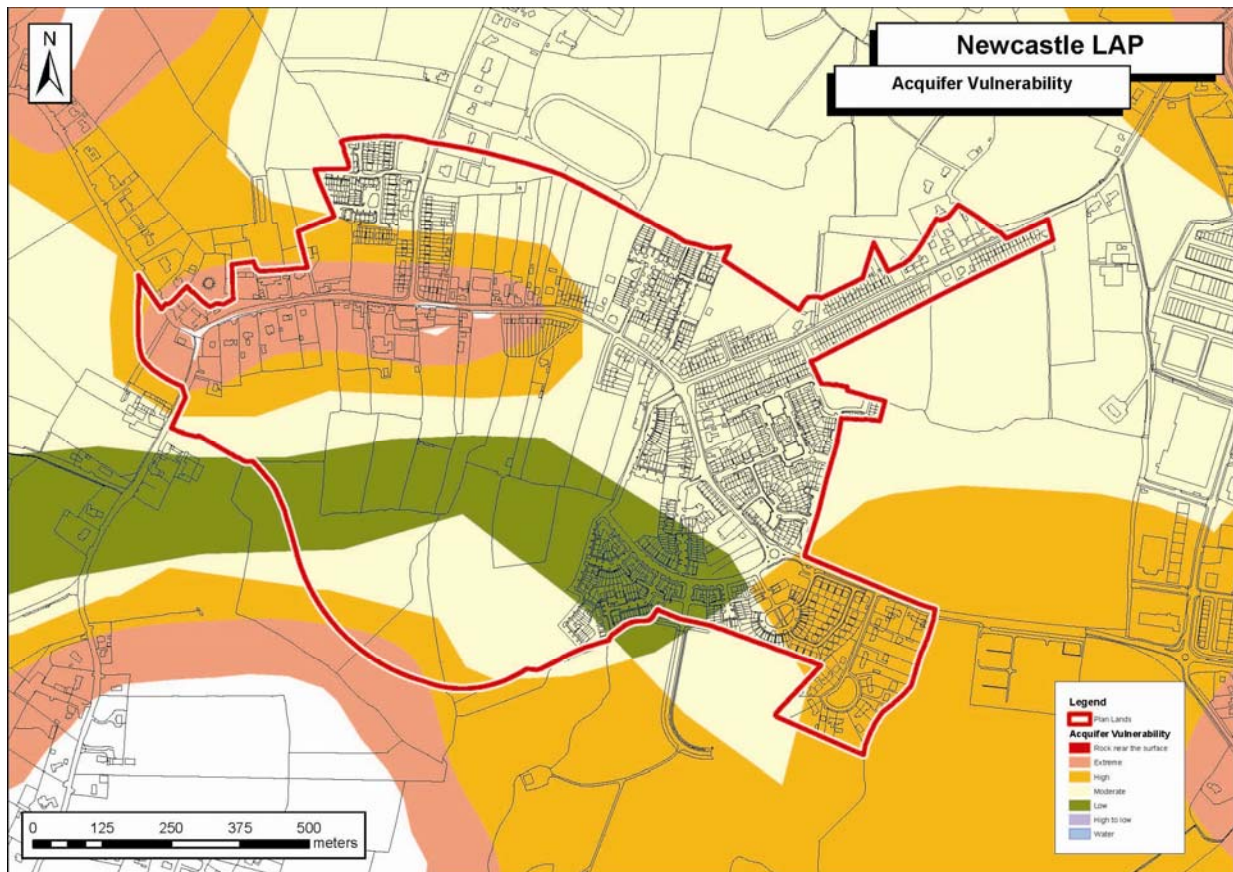 N
Newcastle LAP
Acquifer Vulnerability
Legend
Plan Lands
Acquifer Vulnerability
Rock near the surface
Extreme
High
Moderate
Low
High to low
Water
0 125 250 375 500
meters